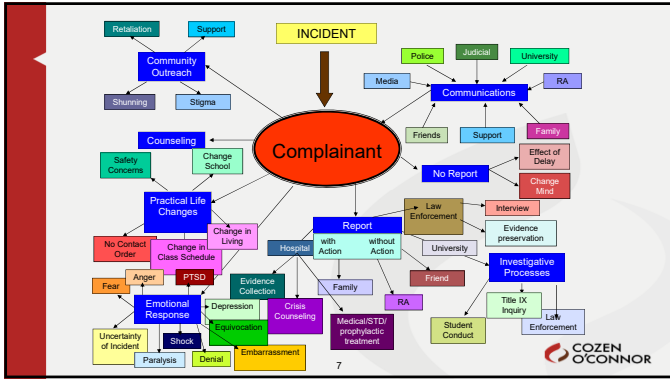 Retaliation
Support
INCIDENT
Community
Outreach
Shunning
Stigma
Police
Judicial
University
Media
RA
Communications
Friends
Support
Family
Counseling
Complainant
Safety
Concerns
Change
School
Effect of
Delay
No Report
Change
Mind
Practical Life
Changes
No Contact
Order
Change in
Class Schedule
Change in
Living
Report
with
Action
without
Action
Law
Enforcement
Interview
Evidence
preservation
Hospital
University
Investigative
Processes
Friend
Family
RA
Evidence
Collection
Crisis
Counseling
Medical/STD/
prophylactic
treatment
Title IX
Inquiry
Law
Enforcement
Student
Conduct
Anger
PTSD
Fear
Emotional
Response
Depression
Equivocation
Uncertainty
of Incident
Shock
Paralysis
Denial
Embarrassment
7
COZEN
O'CONNOR